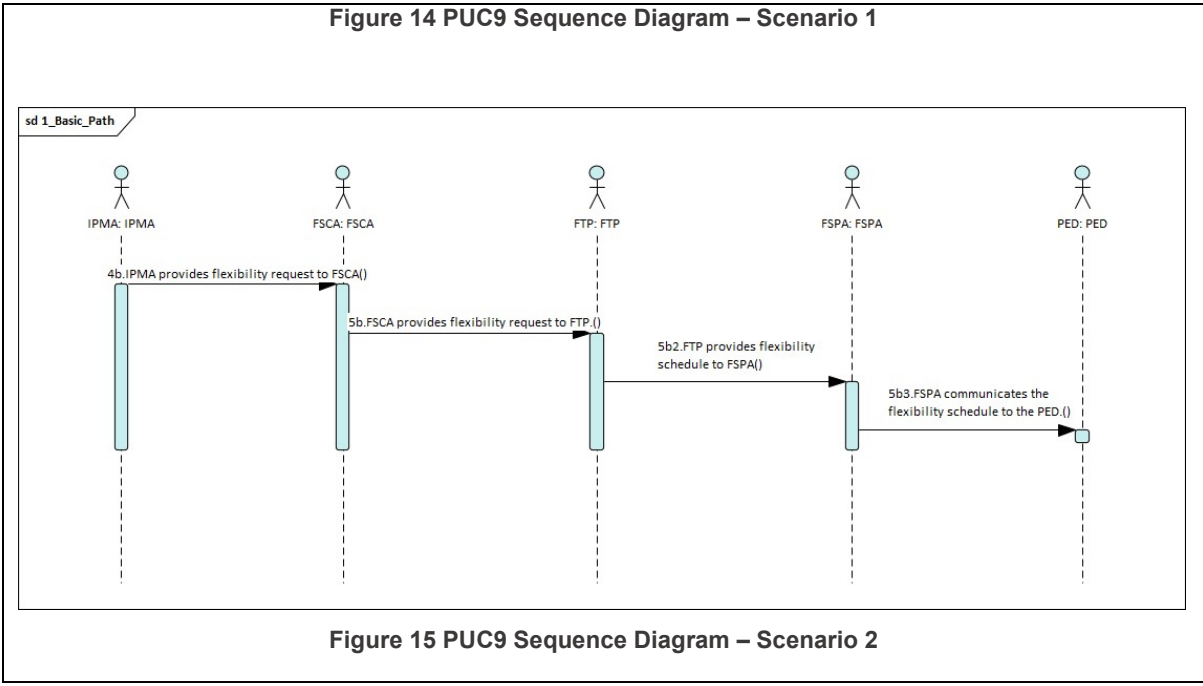 Figure 14 PUC9 Sequence Diagram – Scenario 1
sd 1_Basic_Path
IPMA: IPMA
FSCA: FSCA
FTP: FTP
FSPA: FSPA
PED: PED
4b.IPMA provides flexibility request to FSCA()
5b.FSCA provides flexibility request to FTP.()
5b2.FTP provides flexibility
schedule to FSPA()
5b3.FSPA communicates the
flexibility schedule to the PED.()
Figure 15 PUC9 Sequence Diagram – Scenario 2